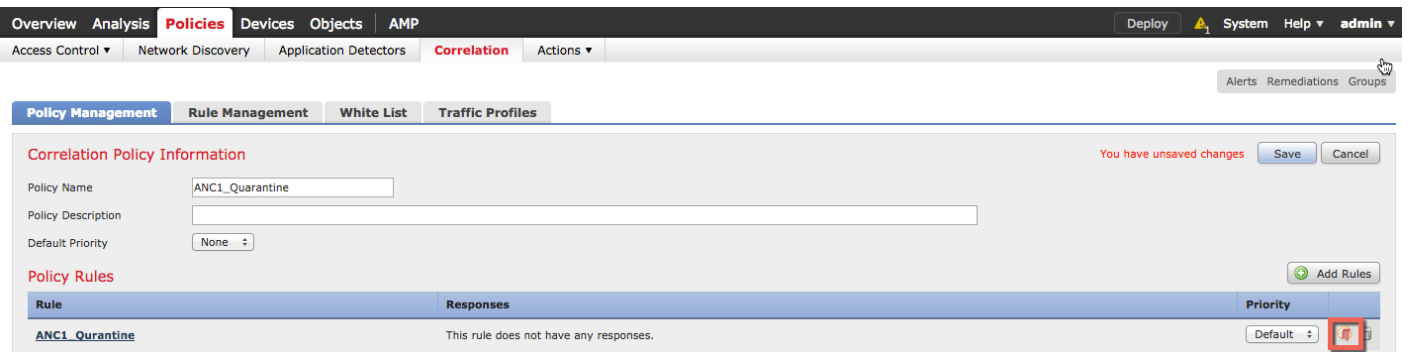 Overview Analysis Policies Devices Objects AMP Deploy 1 System Help admin
Access Control Network Discovery Application Detectors Correlation Actions
Alerts Remediations Groups
Policy Management Rule Management White List Traffic Profiles
Correlation Policy Information You have unsaved changes Save Cancel
Policy Name ANC1_Quarantine
Policy Description
Default Priority None
Policy Rules Add Rules
Rule Responses Priority
ANC1_Qurantine This rule does not have any responses. Default